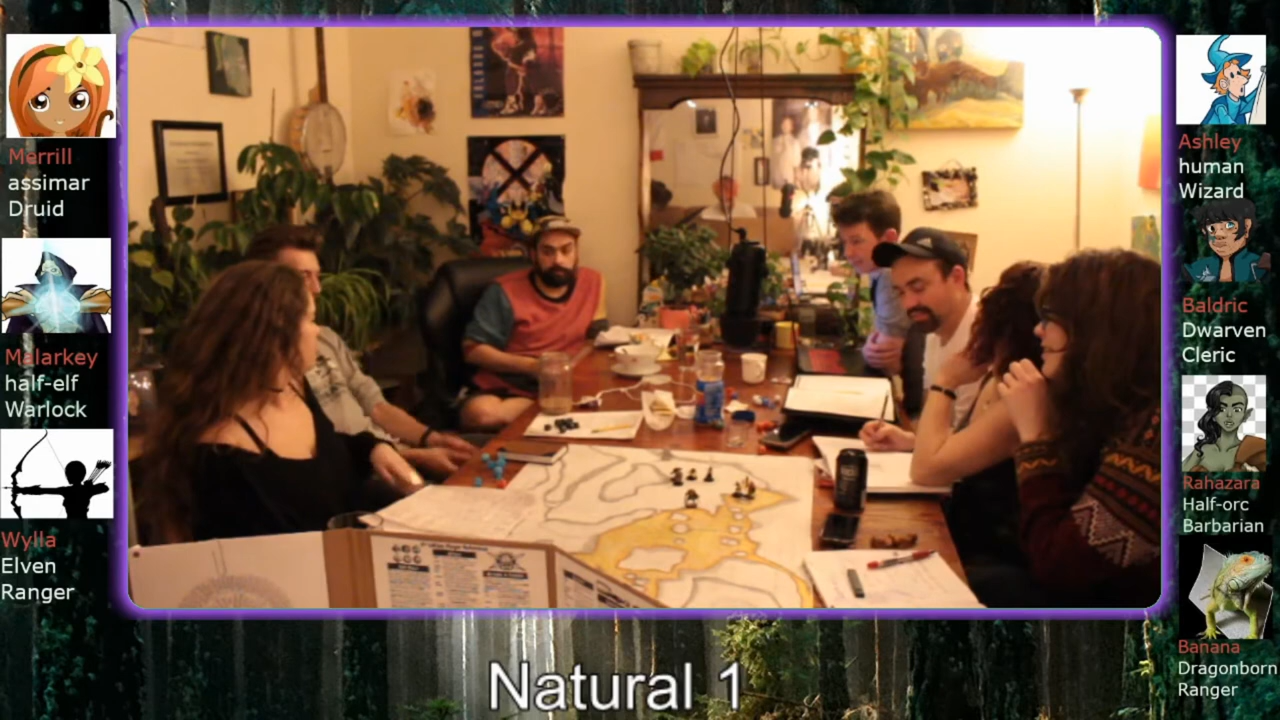 Merrill
assimar
Druid
Malarkey
half-elf
Warlock
Wylla
Elven
Ranger
Ashley
human
Wizard
Baldric
Dwarven
Cleric
Rahazara
Half-orc
Barbarian
Banana
Dragonborn
Ranger
Natural 1